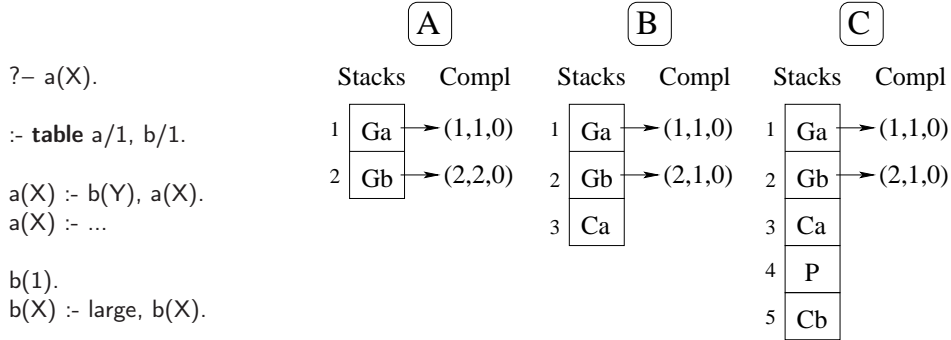 ?– a(X).
:- table a/1, b/1.
a(X) :- b(Y), a(X).
a(X) :- ...
b(1).
b(X) :- large, b(X).
A
Stacks Compl
1 Ga (1,1,0)
2 Gb (2,2,0)
B
Stacks Compl
1 Ga (1,1,0)
2 Gb (2,1,0)
3 Ca
C
Stacks Compl
1 Ga (1,1,0)
2 Gb (2,1,0)
3 Ca
4 P
5 Cb